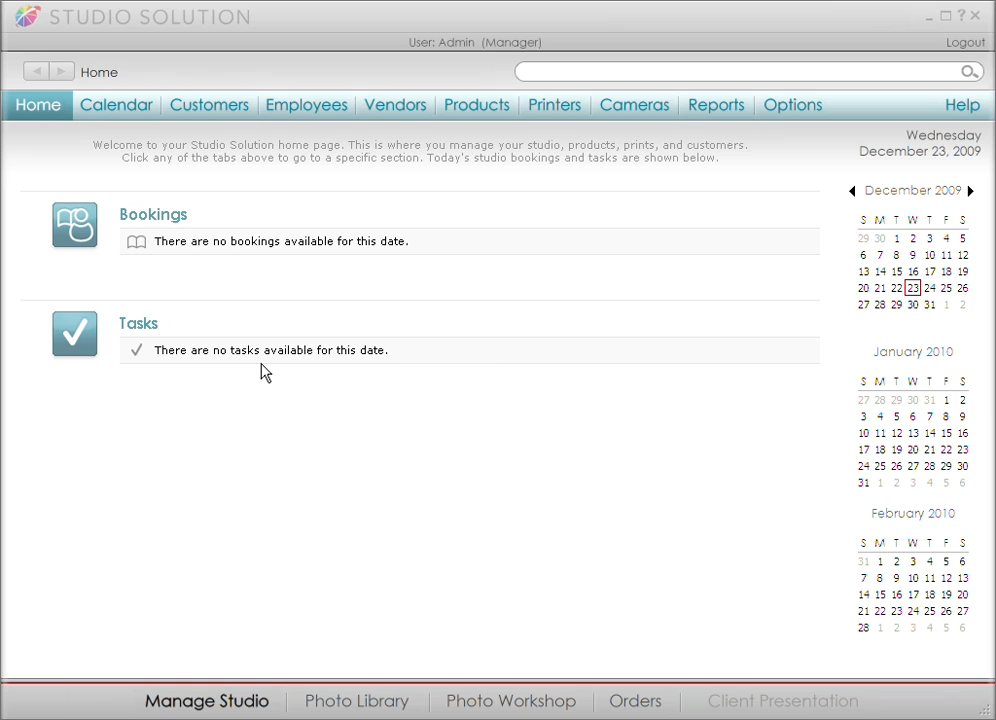 STUDIO SOLUTION
User: Admin (Manager)
Logout
Home
Home Calendar Customers Employees Vendors Products Printers Cameras Reports Options Help
Welcome to your Studio Solution home page. This is where you manage your studio, products, prints, and customers.
Click any of the tabs above to go to a specific section. Today's studio bookings and tasks are shown below.
Wednesday
December 23, 2009
Bookings
There are no bookings available for this date.
Tasks
There are no tasks available for this date.
December 2009
S M T W T F S
29 30 1 2 3 4 5
6 7 8 9 10 11 12
13 14 15 16 17 18 19
20 21 22 23 24 25 26
27 28 29 30 31 1 2
January 2010
S M T W T F S
27 28 29 30 31 1 2
3 4 5 6 7 8 9
10 11 12 13 14 15 16
17 18 19 20 21 22 23
24 25 26 27 28 29 30
31 1 2 3 4 5 6
February 2010
S M T W T F S
31 1 2 3 4 5 6
7 8 9 10 11 12 13
14 15 16 17 18 19 20
21 22 23 24 25 26 27
28 1 2 3 4 5 6
Manage Studio Photo Library Photo Workshop Orders Client Presentation